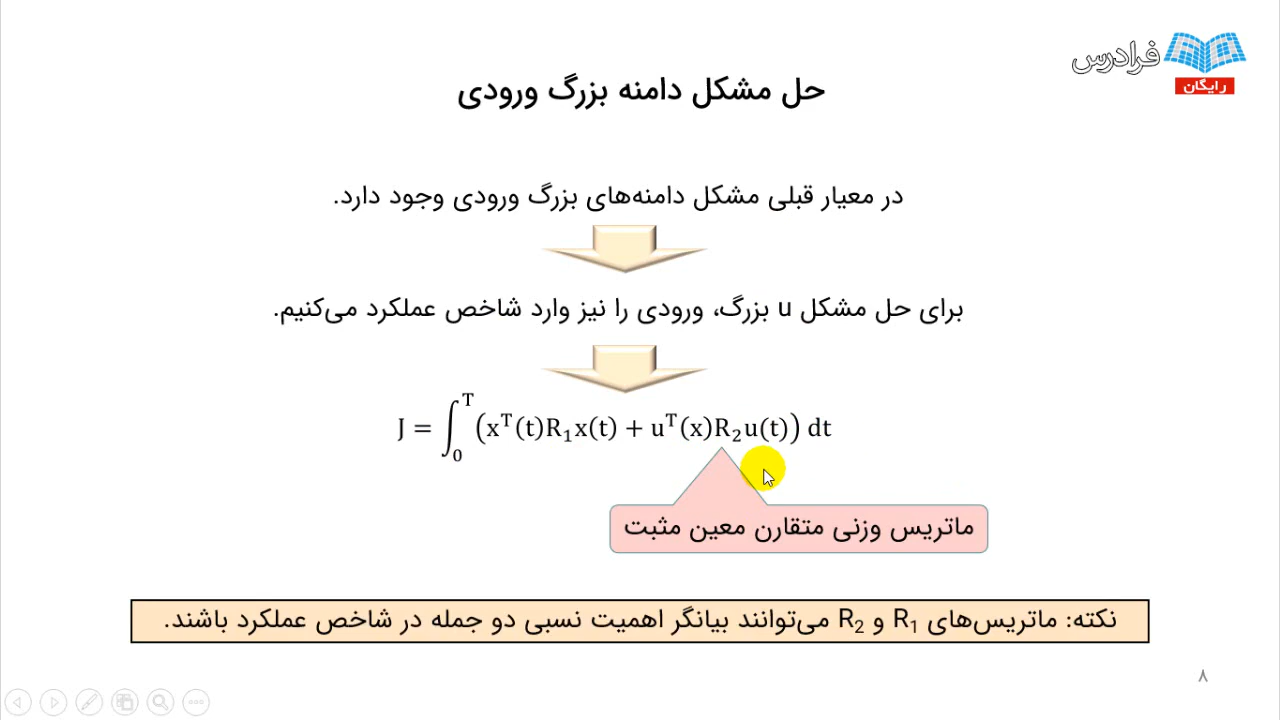 فرادرس
رایگان
حل مشکل دامنه بزرگ ورودی
در معیار قبلی مشکل دامنه‌های بزرگ ورودی وجود دارد.
برای حل مشکل u بزرگ، ورودی را نیز وارد شاخص عملکرد می‌کنیم.
J = ∫₀ᵀ (xᵀ(t)R₁x(t) + uᵀ(x)R₂u(t)) dt
ماتریس وزنی متقارن معین مثبت
نکته: ماتریس‌های R₁ و R₂ می‌توانند بیانگر اهمیت نسبی دو جمله در شاخص عملکرد باشند.
۸